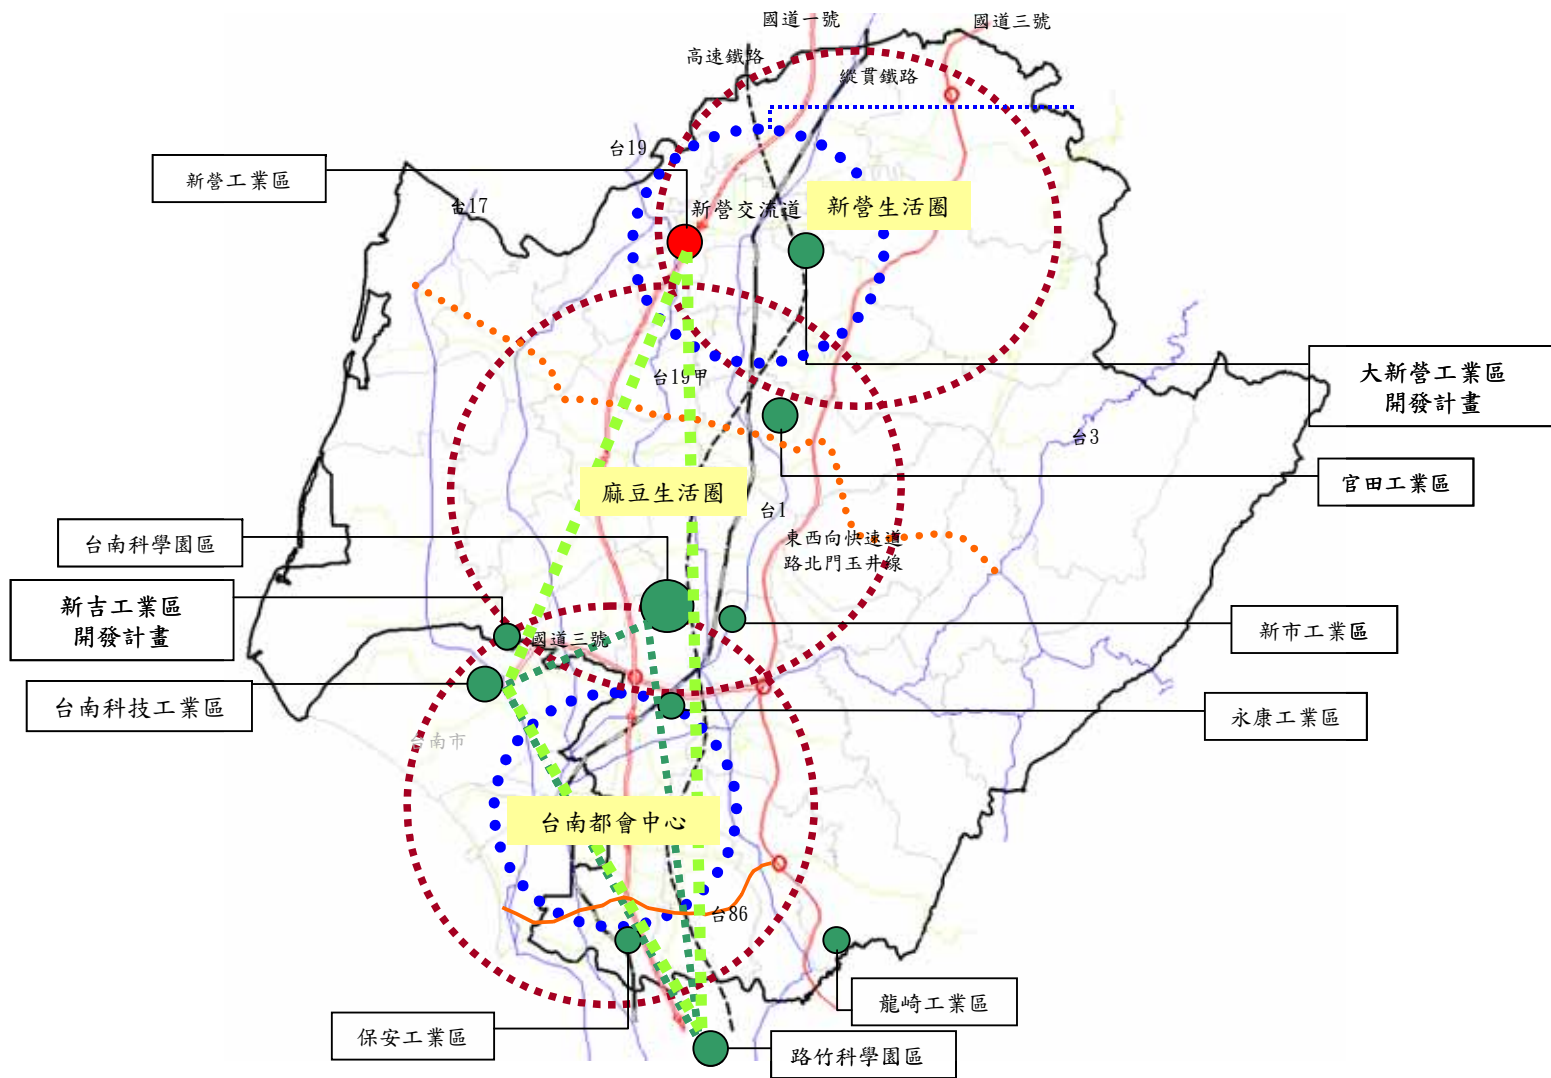 國道一號
國道三號
高速鐵路
縱貫鐵路
台19
新營工業區
台17
新營交流道
新營生活圈
大新營工業區
開發計畫
台19甲
台3
官田工業區
麻豆生活圈
台1
東西向快速道
路北門玉井線
台南科學園區
新吉工業區
開發計畫
國道三號
新市工業區
台南科技工業區
永康工業區
台南市
台南都會中心
台86
龍崎工業區
保安工業區
路竹科學園區